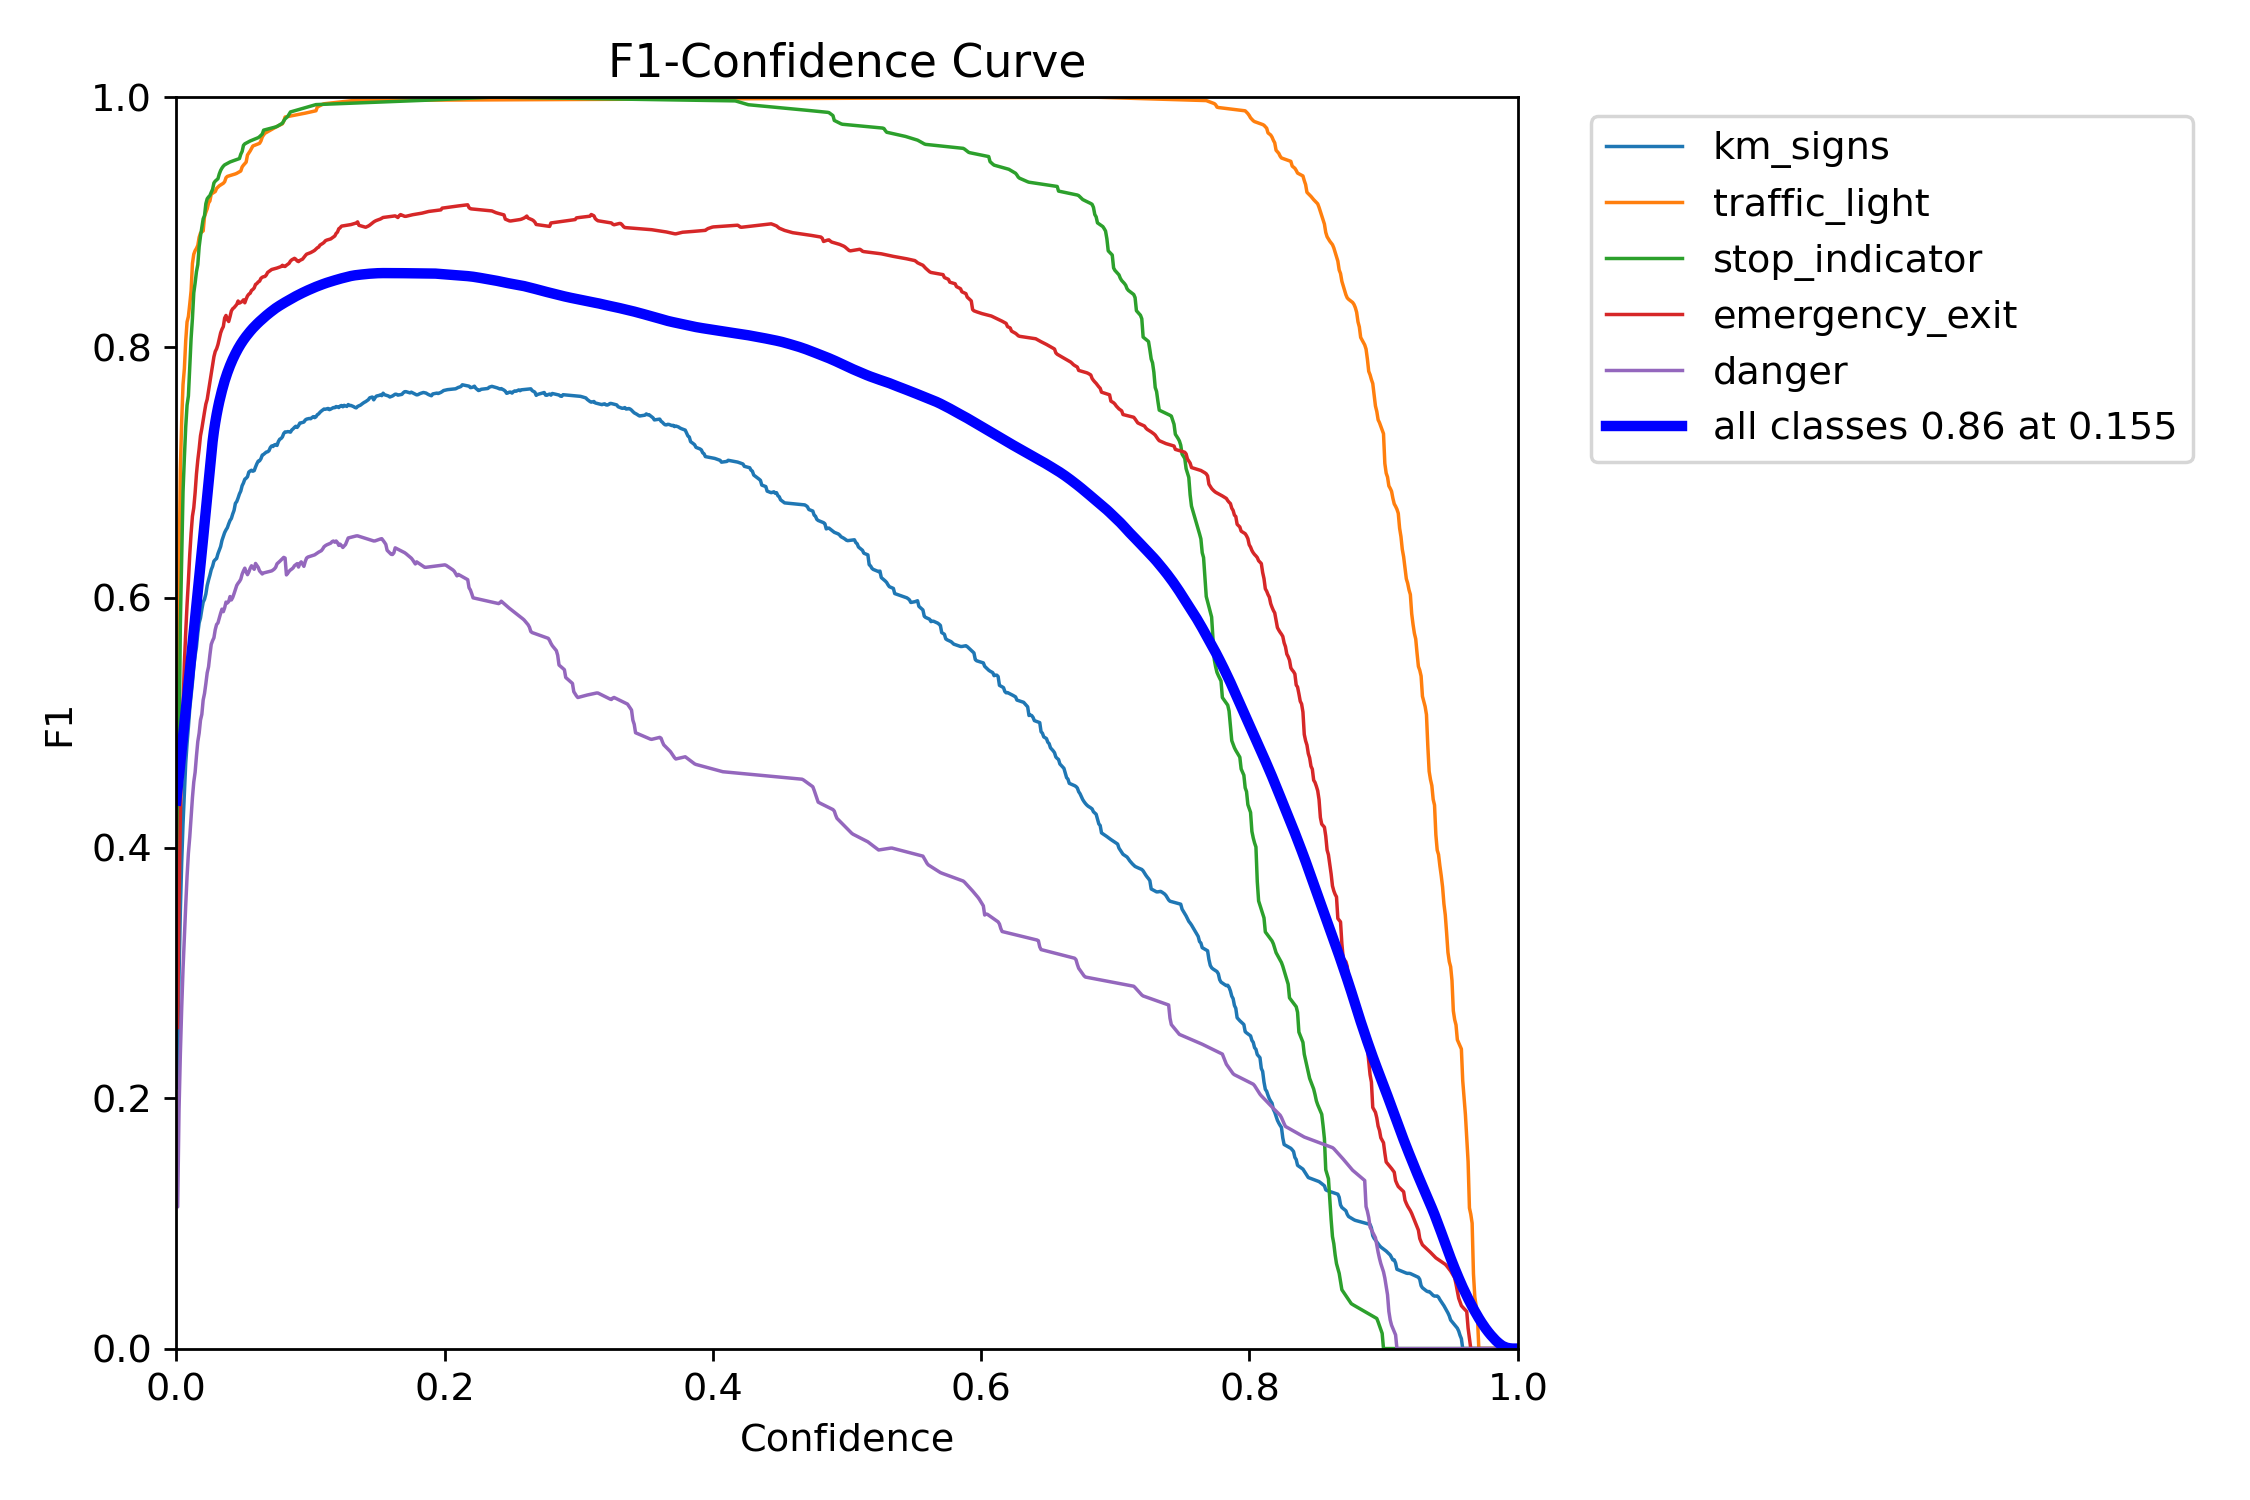 F1-Confidence Curve
1.0
0.8
0.6
0.4
0.2
0.0
F1
0.0 0.2 0.4 0.6 0.8 1.0
Confidence
km_signs
traffic_light
stop_indicator
emergency_exit
danger
all classes 0.86 at 0.155